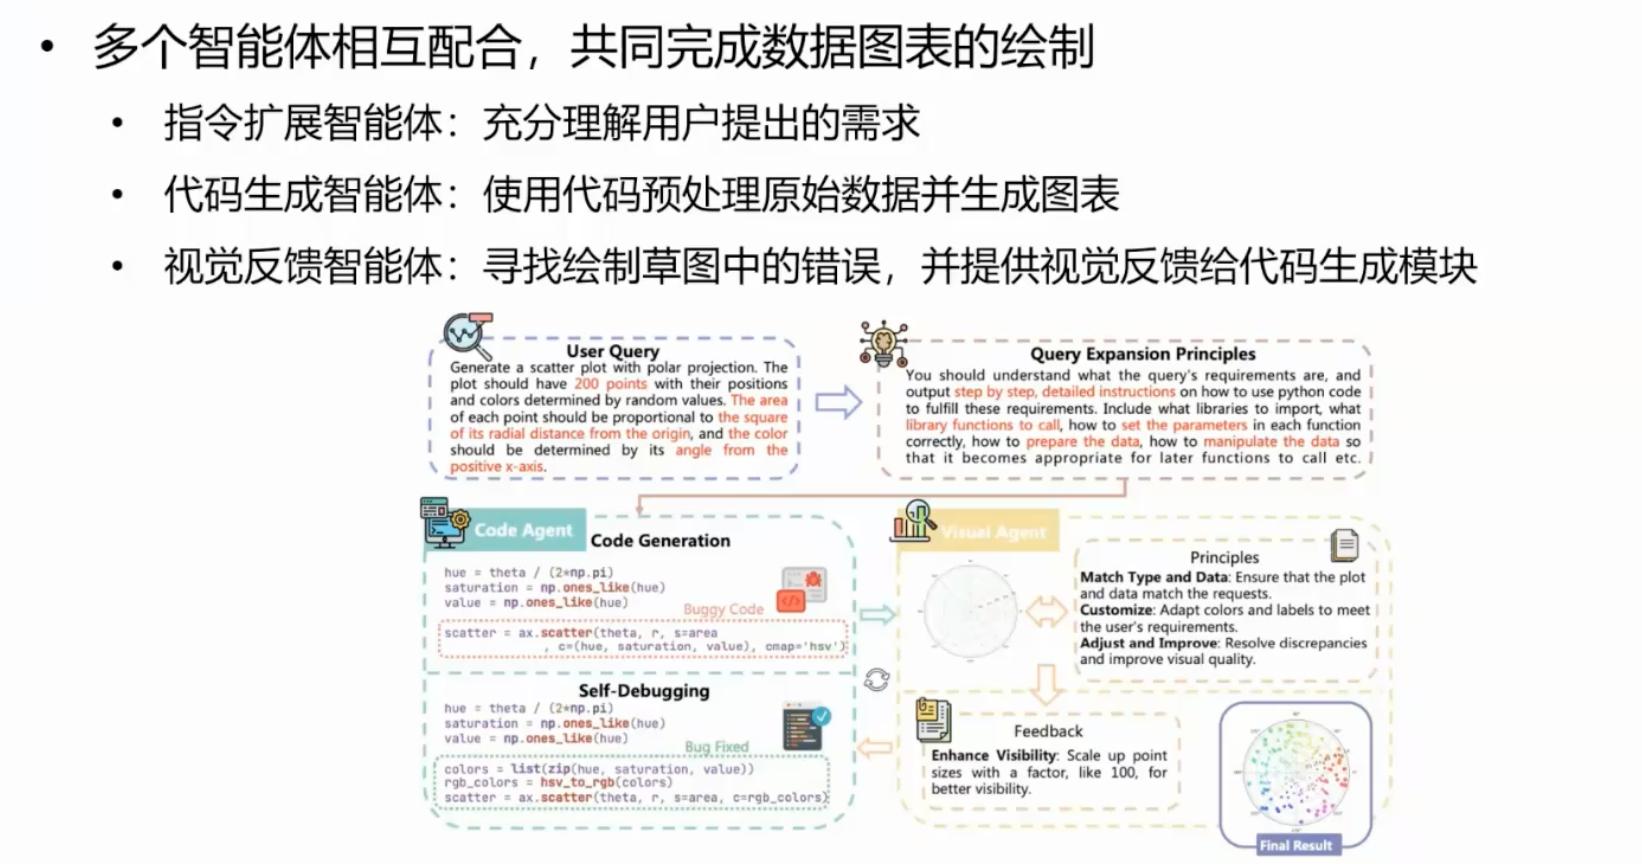 • 多个智能体相互配合，共同完成数据图表的绘制
• 指令扩展智能体：充分理解用户提出的需求
• 代码生成智能体：使用代码预处理原始数据并生成图表
• 视觉反馈智能体：寻找绘制草图中的错误，并提供视觉反馈给代码生成模块
User Query
Generate a scatter plot with polar projection. The
plot should have 200 points with their positions
and colors determined by random values. The area
of each point should be proportional to the square
of its radial distance from the origin, and the color
should be determined by its angle from the
positive x-axis.
Query Expansion Principles
You should understand what the query's requirements are, and
output step by step, detailed instructions on how to use python code
to fulfill these requirements. Include what libraries to import, what
library functions to call, how to set the parameters in each function
correctly, how to prepare the data, how to manipulate the data so
that it becomes appropriate for later functions to call etc.
Code Agent
Code Generation
hue = theta / (2*np.pi)
saturation = np.ones_like(hue)
value = np.ones_like(hue)
Buggy Code
scatter = ax.scatter(theta, r, s=area
, c=(hue, saturation, value), cmap='hsv')
Self-Debugging
hue = theta / (2*np.pi)
saturation = np.ones_like(hue)
value = np.ones_like(hue)
Bug Fixed
colors = list(zip(hue, saturation, value))
rgb_colors = hsv_to_rgb(colors)
scatter = ax.scatter(theta, r, s=area, c=rgb_colors)
Visual Agent
Principles
Match Type and Data: Ensure that the plot
and data match the requests.
Customize: Adapt colors and labels to meet
the user's requirements.
Adjust and Improve: Resolve discrepancies
and improve visual quality.
Feedback
Enhance Visibility: Scale up point
sizes with a factor, like 100, for
better visibility.
Final Result